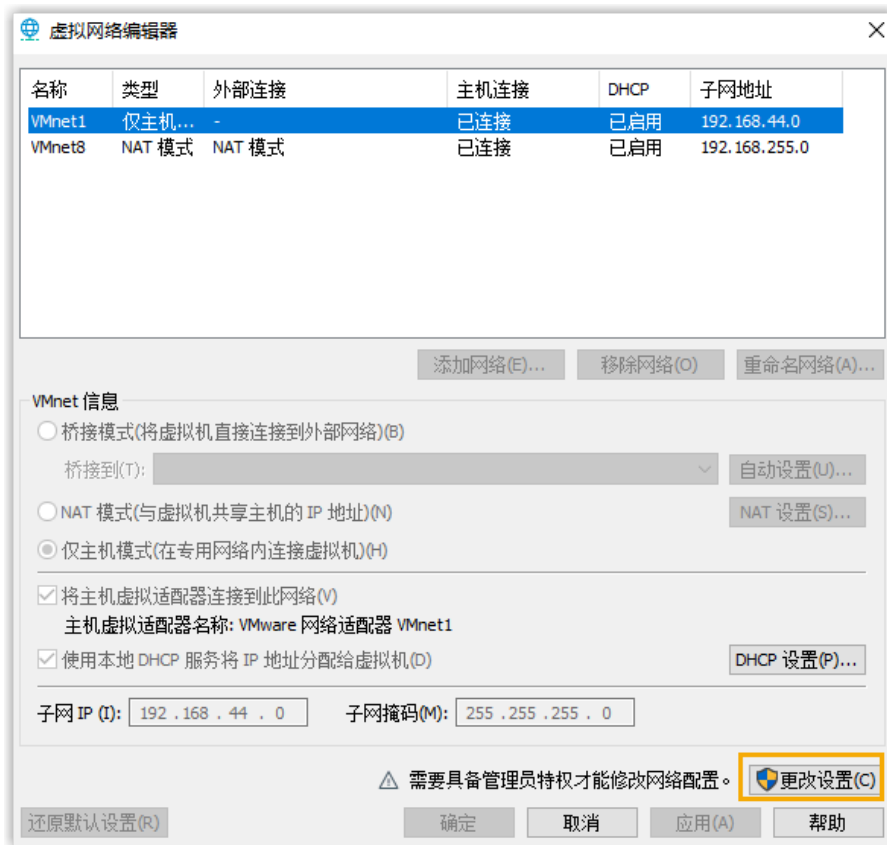 虚拟网络编辑器
名称 类型 外部连接 主机连接 DHCP 子网地址
VMnet1 仅主机... - 已连接 已启用 192.168.44.0
VMnet8 NAT 模式 NAT 模式 已连接 已启用 192.168.255.0
添加网络(E)... 移除网络(O) 重命名网络(A)...
VMnet 信息
桥接模式(将虚拟机直接连接到外部网络)(B)
桥接到(T): 自动设置(U)...
NAT 模式(与虚拟机共享主机的 IP 地址)(N) NAT 设置(S)...
仅主机模式(在专用网络内连接虚拟机)(H)
将主机虚拟适配器连接到此网络(V)
主机虚拟适配器名称: VMware 网络适配器 VMnet1
使用本地 DHCP 服务将 IP 地址分配给虚拟机(D) DHCP 设置(P)...
子网 IP (I): 192 . 168 . 44 . 0 子网掩码(M): 255 . 255 . 255 . 0
需要具备管理员特权才能修改网络配置。 更改设置(C)
还原默认设置(R) 确定 取消 应用(A) 帮助